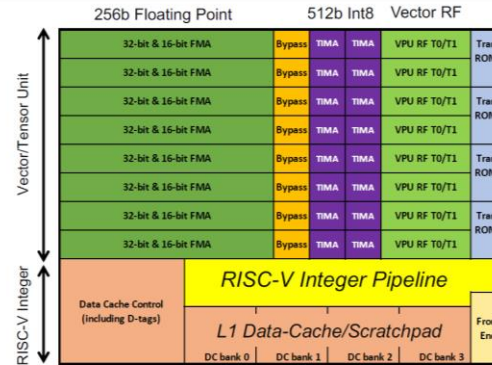 256b Floating Point 512b Int8 Vector RF
Vector/Tensor Unit
32-bit & 16-bit FMA Bypass TIMA TIMA VPU RF T0/T1
32-bit & 16-bit FMA Bypass TIMA TIMA VPU RF T0/T1
32-bit & 16-bit FMA Bypass TIMA TIMA VPU RF T0/T1
32-bit & 16-bit FMA Bypass TIMA TIMA VPU RF T0/T1
32-bit & 16-bit FMA Bypass TIMA TIMA VPU RF T0/T1
32-bit & 16-bit FMA Bypass TIMA TIMA VPU RF T0/T1
32-bit & 16-bit FMA Bypass TIMA TIMA VPU RF T0/T1
32-bit & 16-bit FMA Bypass TIMA TIMA VPU RF T0/T1
RISC-V Integer
RISC-V Integer Pipeline
Data Cache Control
(including D-tags)
L1 Data-Cache/Scratchpad
DC bank 0 DC bank 1 DC bank 2 DC bank 3